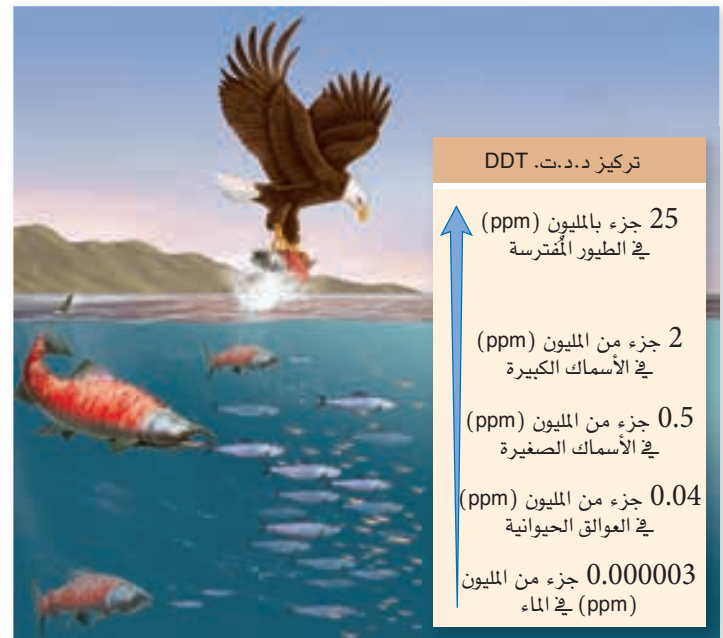 تركيز د.د.ت. DDT
25 جزء بالمليون (ppm)
في الطيور المُفترسة
2 جزء من المليون (ppm)
في الأسماك الكبيرة
0.5 جزء من المليون (ppm)
في الأسماك الصغيرة
0.04 جزء من المليون (ppm)
في العوالق الحيوانية
0.000003 جزء من المليون
(ppm) في الماء